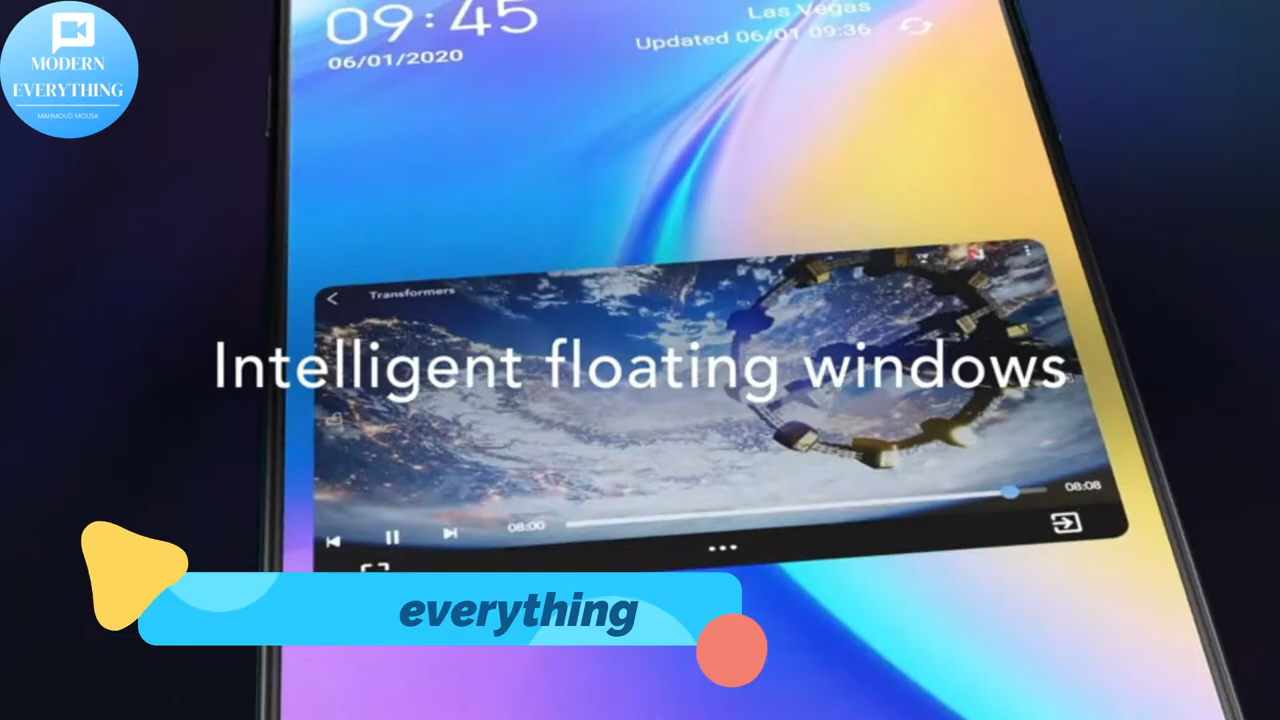 MODERN
EVERYTHING
MAHMOUD MOUSA
09:45
06/01/2020
Las Vegas
Updated 06/01 09:36
Transformers
Intelligent floating windows
08:00
08:08
everything